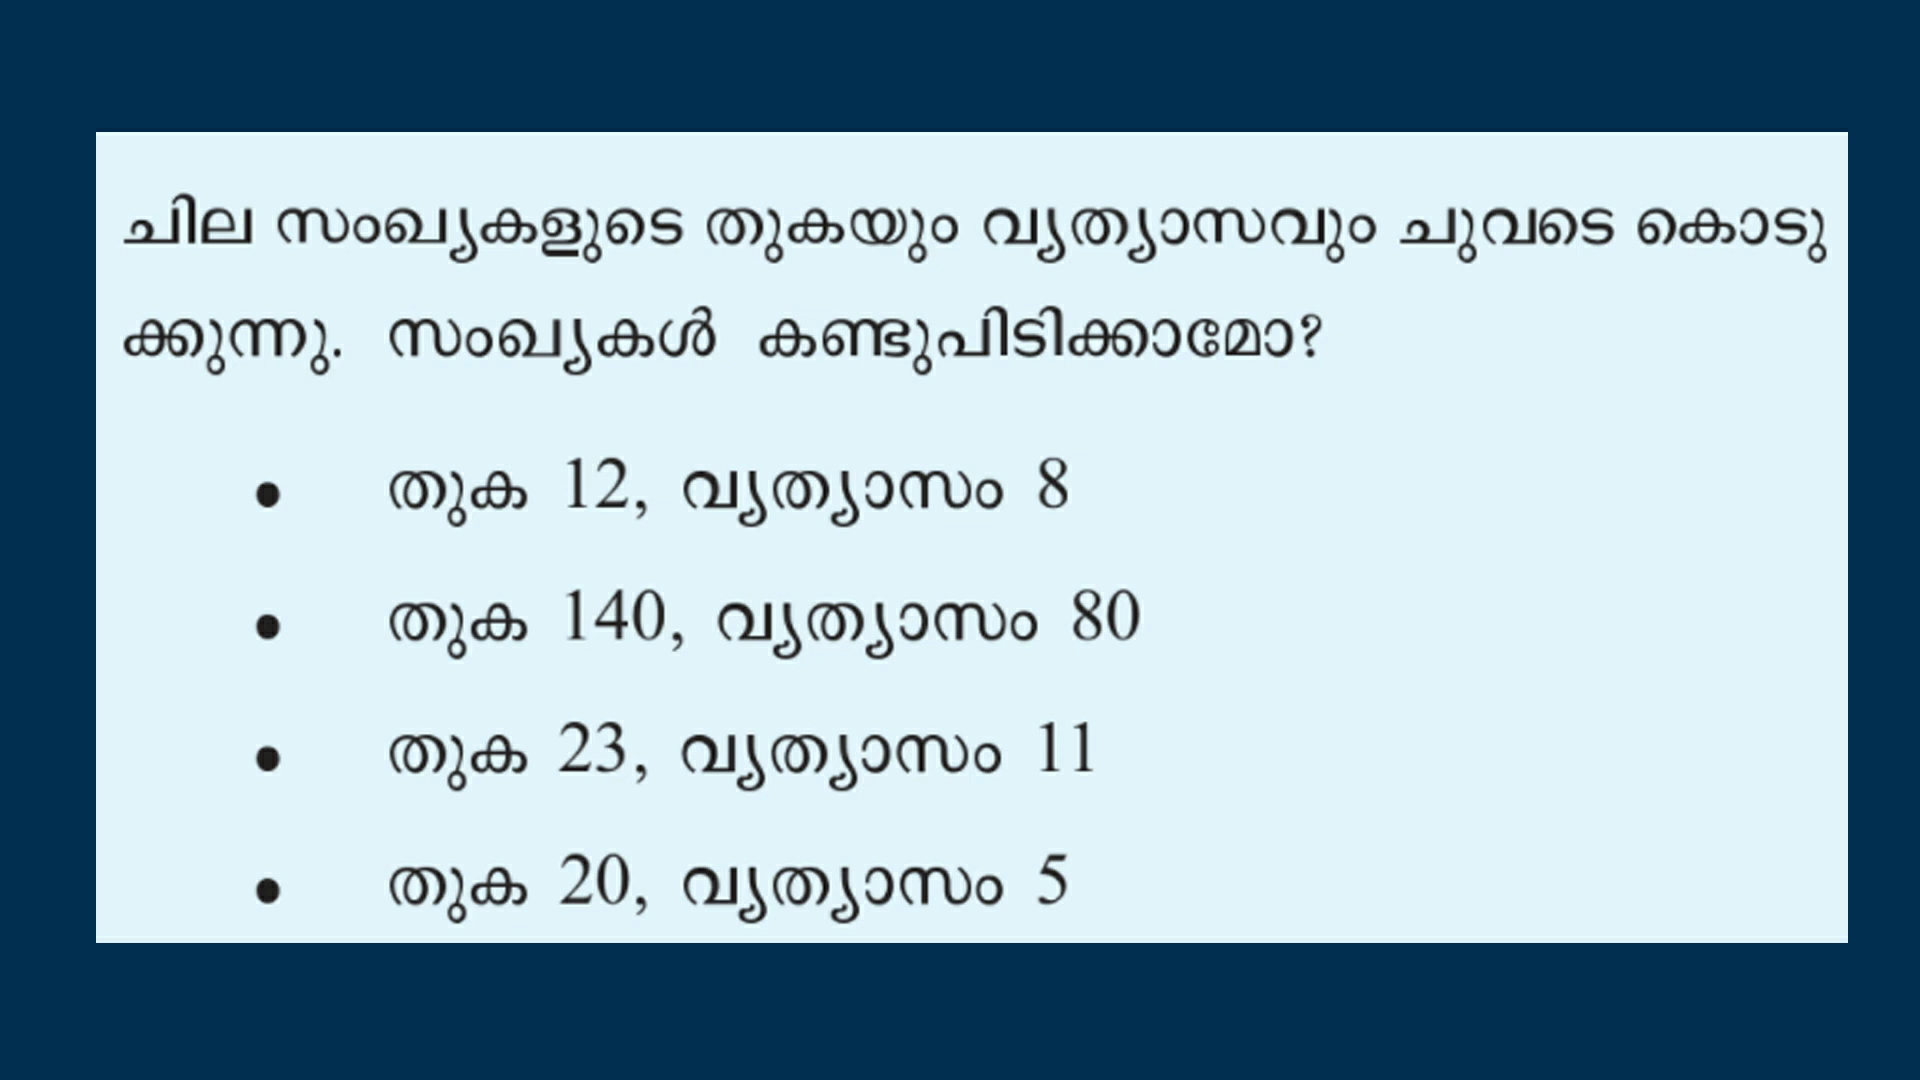 ചില സംഖ്യകളുടെ തുകയും വ്യത്യാസവും ചുവടെ കൊടു
ക്കുന്നു. സംഖ്യകൾ കണ്ടുപിടിക്കാമോ?
• തുക 12, വ്യത്യാസം 8
• തുക 140, വ്യത്യാസം 80
• തുക 23, വ്യത്യാസം 11
• തുക 20, വ്യത്യാസം 5